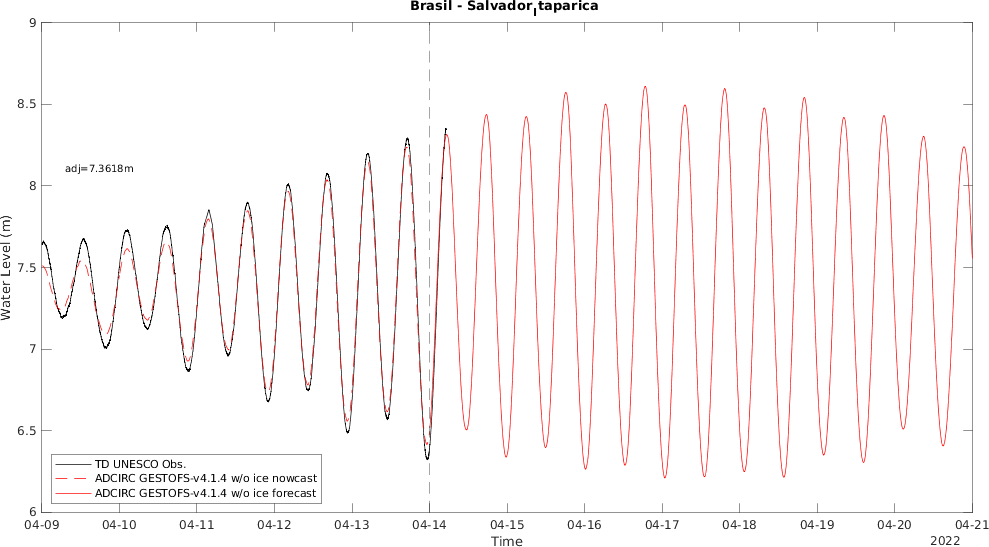 Brasil - Salvador_Itaparica
9
8.5
8
7.5
7
6.5
6
Water Level (m)
adj=7.3618m
TD UNESCO Obs.
ADCIRC GESTOFS-v4.1.4 w/o ice nowcast
ADCIRC GESTOFS-v4.1.4 w/o ice forecast
04-09 04-10 04-11 04-12 04-13 04-14 04-15 04-16 04-17 04-18 04-19 04-20 04-21
Time
2022